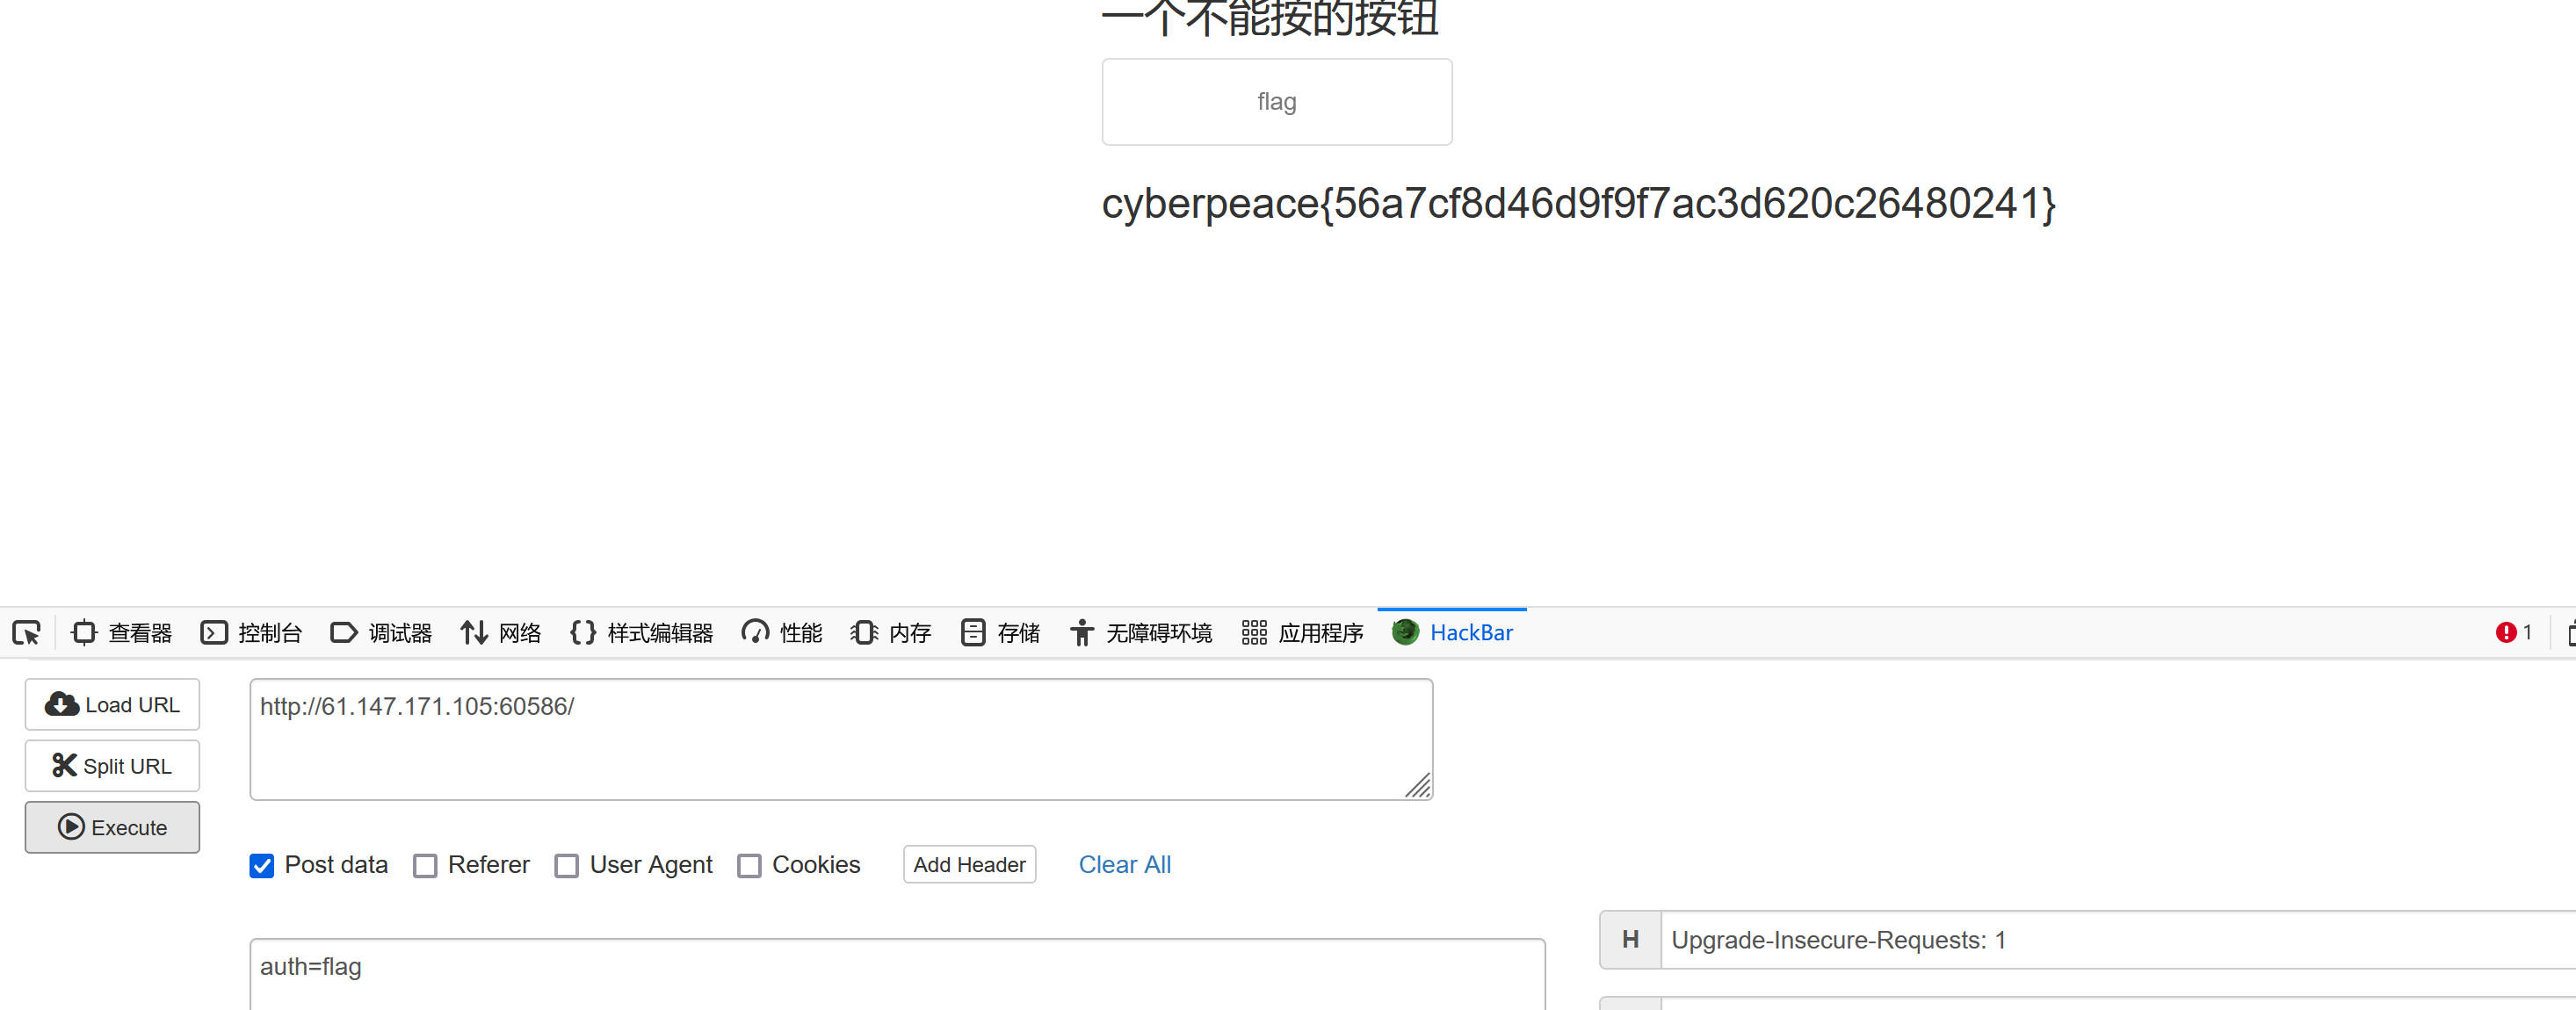 一个不能按的按钮
flag
cyberpeace{56a7cf8d46d9f9f7ac3d620c26480241}
查看器 控制台 调试器 网络 样式编辑器 性能 内存 存储 无障碍环境 应用程序 HackBar 1
Load URL
http://61.147.171.105:60586/
Split URL
Execute
Post data Referer User Agent Cookies Add Header Clear All
H Upgrade-Insecure-Requests: 1
auth=flag